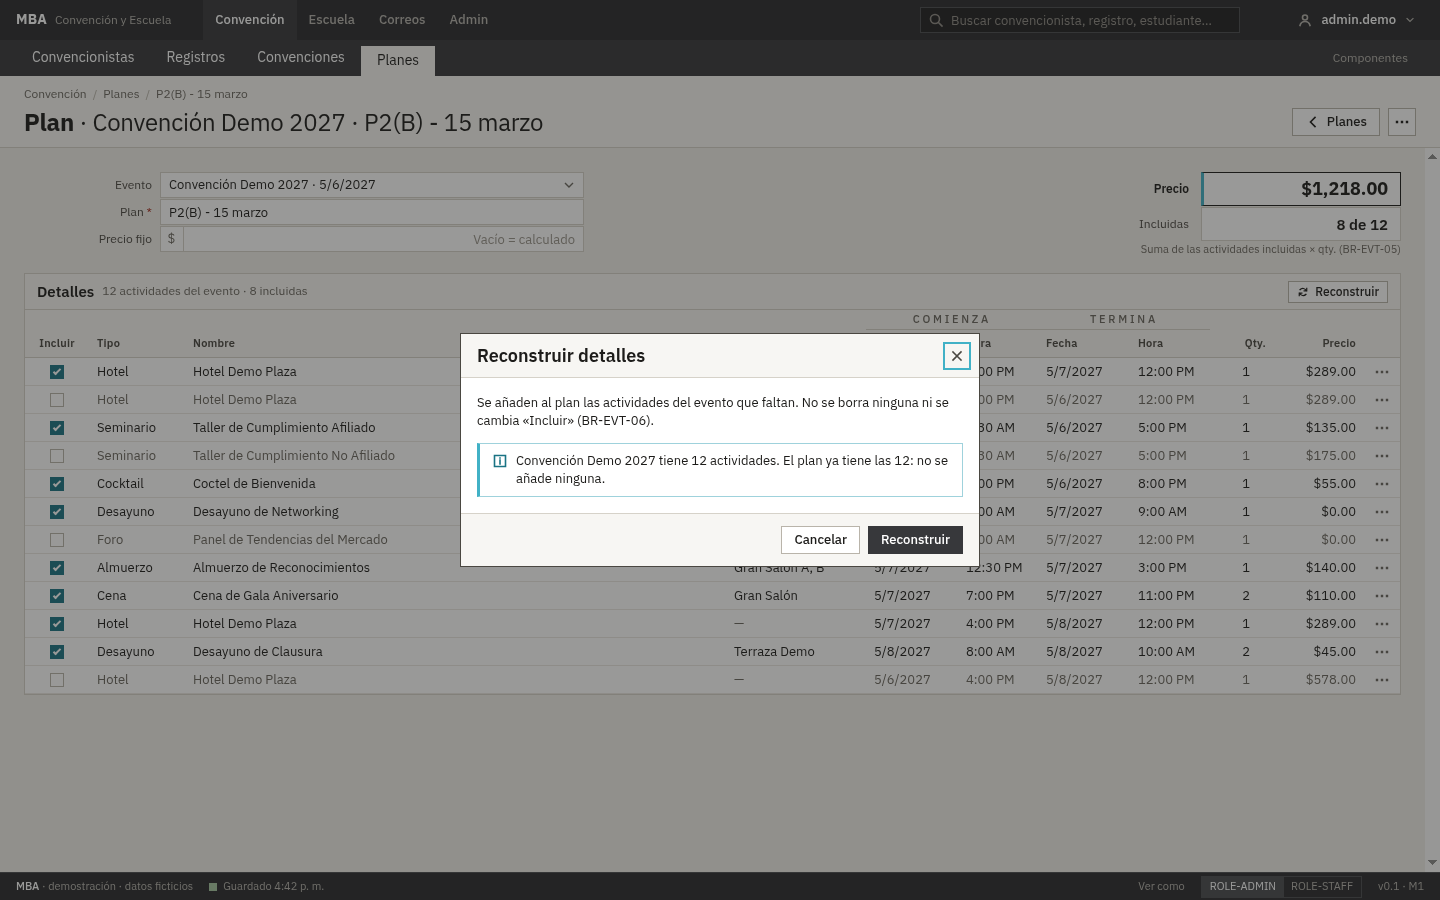 MBA Convención y Escuela Convención Escuela Correos Admin Buscar convencionista, registro, estudiante... admin.demo
Convencionistas Registros Convenciones Planes Componentes
Convención / Planes / P2(B) - 15 marzo
Plan · Convención Demo 2027 · P2(B) - 15 marzo
Planes
Evento Convención Demo 2027 · 5/6/2027
Plan * P2(B) - 15 marzo
Precio fijo $ Vacío = calculado
Precio $1,218.00
Incluidas 8 de 12
Suma de las actividades incluidas × qty. (BR-EVT-05)
Detalles 12 actividades del evento · 8 incluidas Reconstruir
COMIENZA TERMINA
Incluir Tipo Nombre Fecha Hora Qty. Precio
Hotel Hotel Demo Plaza 5/7/2027 12:00 PM 1 $289.00
Hotel Hotel Demo Plaza 5/6/2027 12:00 PM 1 $289.00
Seminario Taller de Cumplimiento Afiliado 5/6/2027 5:00 PM 1 $135.00
Seminario Taller de Cumplimiento No Afiliado 5/6/2027 5:00 PM 1 $175.00
Cocktail Coctel de Bienvenida 5/6/2027 8:00 PM 1 $55.00
Desayuno Desayuno de Networking 5/7/2027 9:00 AM 1 $0.00
Foro Panel de Tendencias del Mercado 5/7/2027 1 $0.00
Almuerzo Almuerzo de Reconocimientos Gran Salón A, B 5/7/2027 12:30 PM 5/7/2027 3:00 PM 1 $140.00
Cena Cena de Gala Aniversario Gran Salón 5/7/2027 7:00 PM 5/7/2027 11:00 PM 2 $110.00
Hotel Hotel Demo Plaza — 5/7/2027 4:00 PM 5/8/2027 12:00 PM 1 $289.00
Desayuno Desayuno de Clausura Terraza Demo 5/8/2027 8:00 AM 5/8/2027 10:00 AM 2 $45.00
Hotel Hotel Demo Plaza — 5/6/2027 4:00 PM 5/8/2027 12:00 PM 1 $578.00
Reconstruir detalles
Se añaden al plan las actividades del evento que faltan. No se borra ninguna ni se
cambia «Incluir» (BR-EVT-06).
Convención Demo 2027 tiene 12 actividades. El plan ya tiene las 12: no se
añade ninguna.
Cancelar Reconstruir
MBA · demostración · datos ficticios Guardado 4:42 p. m. Ver como ROLE-ADMIN ROLE-STAFF v0.1 · M1